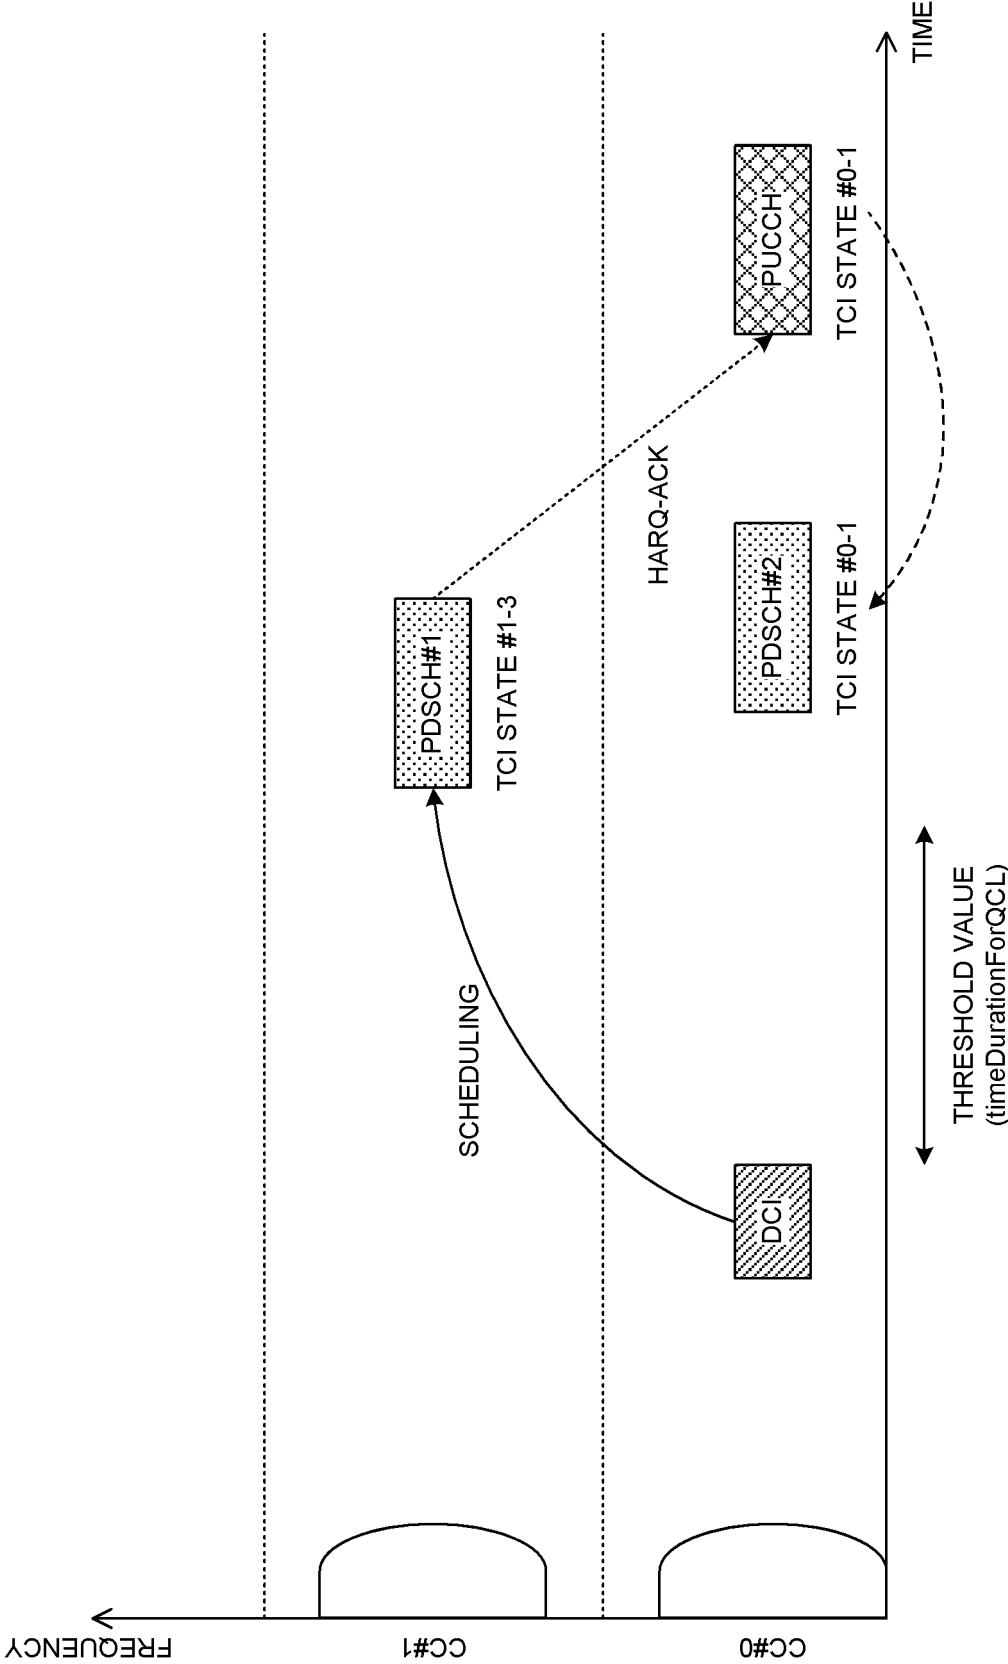 FREQUENCY
CC#1
CC#0
SCHEDULING
PDSCH#1
TCI STATE #1-3
HARQ-ACK
DCI
PDSCH#2
TCI STATE #0-1
PUCCH
TCI STATE #0-1
THRESHOLD VALUE
(timeDurationForQCL)
TIME